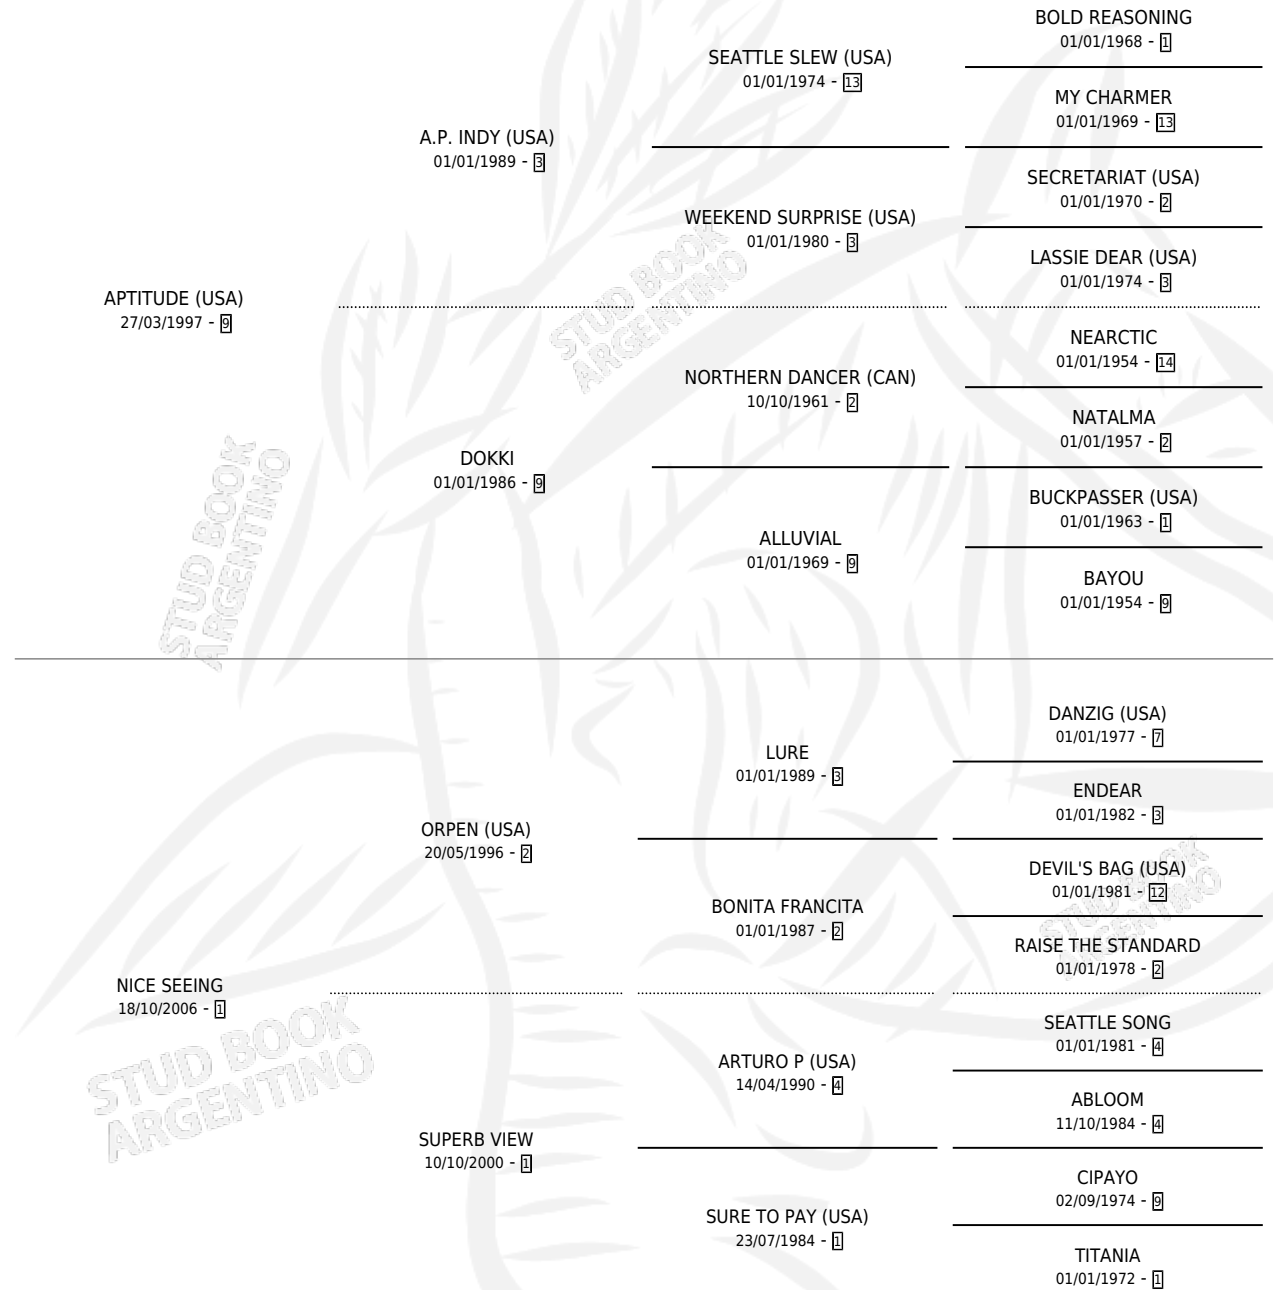 BOLD REASONING
01/01/1968 - 1
SEATTLE SLEW (USA)
01/01/1974 - 13
MY CHARMER
01/01/1969 - 13
A.P. INDY (USA)
01/01/1989 - 3
SECRETARIAT (USA)
01/01/1970 - 2
WEEKEND SURPRISE (USA)
01/01/1980 - 3
LASSIE DEAR (USA)
01/01/1974 - 3
STUD BOOK
ARGENTINO
APTITUDE (USA)
27/03/1997 - 9
NEARCTIC
01/01/1954 - 14
NORTHERN DANCER (CAN)
10/10/1961 - 2
NATALMA
01/01/1957 - 2
DOKKI
01/01/1986 - 9
BUCKPASSER (USA)
01/01/1963 - 1
ALLUVIAL
01/01/1969 - 9
BAYOU
01/01/1954 - 9
STUD BOOK
ARGENTINO
DANZIG (USA)
01/01/1977 - 7
LURE
01/01/1989 - 3
ENDEAR
01/01/1982 - 3
ORPEN (USA)
20/05/1996 - 2
DEVIL'S BAG (USA)
01/01/1981 - 12
BONITA FRANCITA
01/01/1987 - 2
STUD BOOK
ARGENTINO
RAISE THE STANDARD
01/01/1978 - 2
NICE SEEING
18/10/2006 - 1
STUD BOOK
ARGENTINO
SEATTLE SONG
01/01/1981 - 4
ARTURO P (USA)
14/04/1990 - 4
ABLOOM
11/10/1984 - 4
SUPERB VIEW
10/10/2000 - 1
CIPAYO
02/09/1974 - 9
SURE TO PAY (USA)
23/07/1984 - 1
TITANIA
01/01/1972 - 1